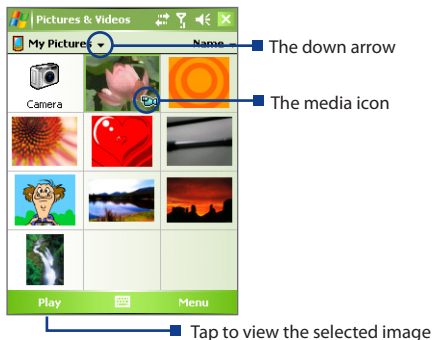 Pictures & Videos
My Pictures
Name
The down arrow
The media icon
Camera
Play
Menu
Tap to view the selected image